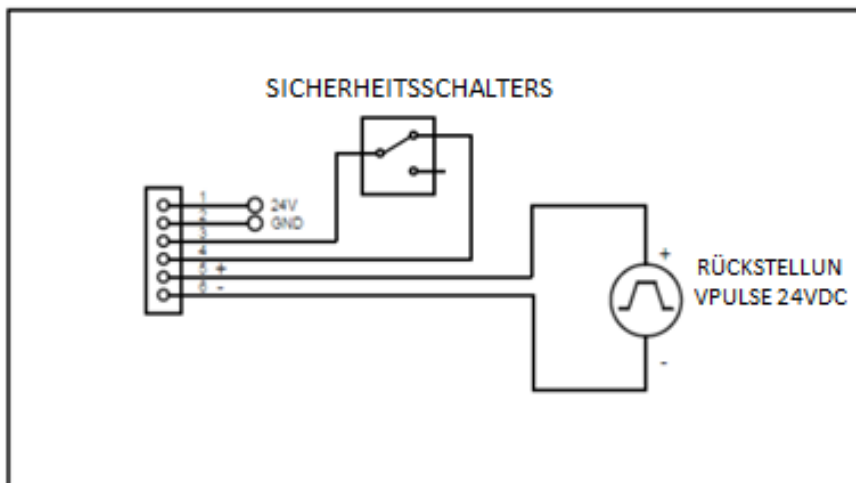 SICHERHEITSSCHALTERS
1 24V
2 GND
3
4
5 +
6 -
+
RÜCKSTELLUN
VPULSE 24VDC
-